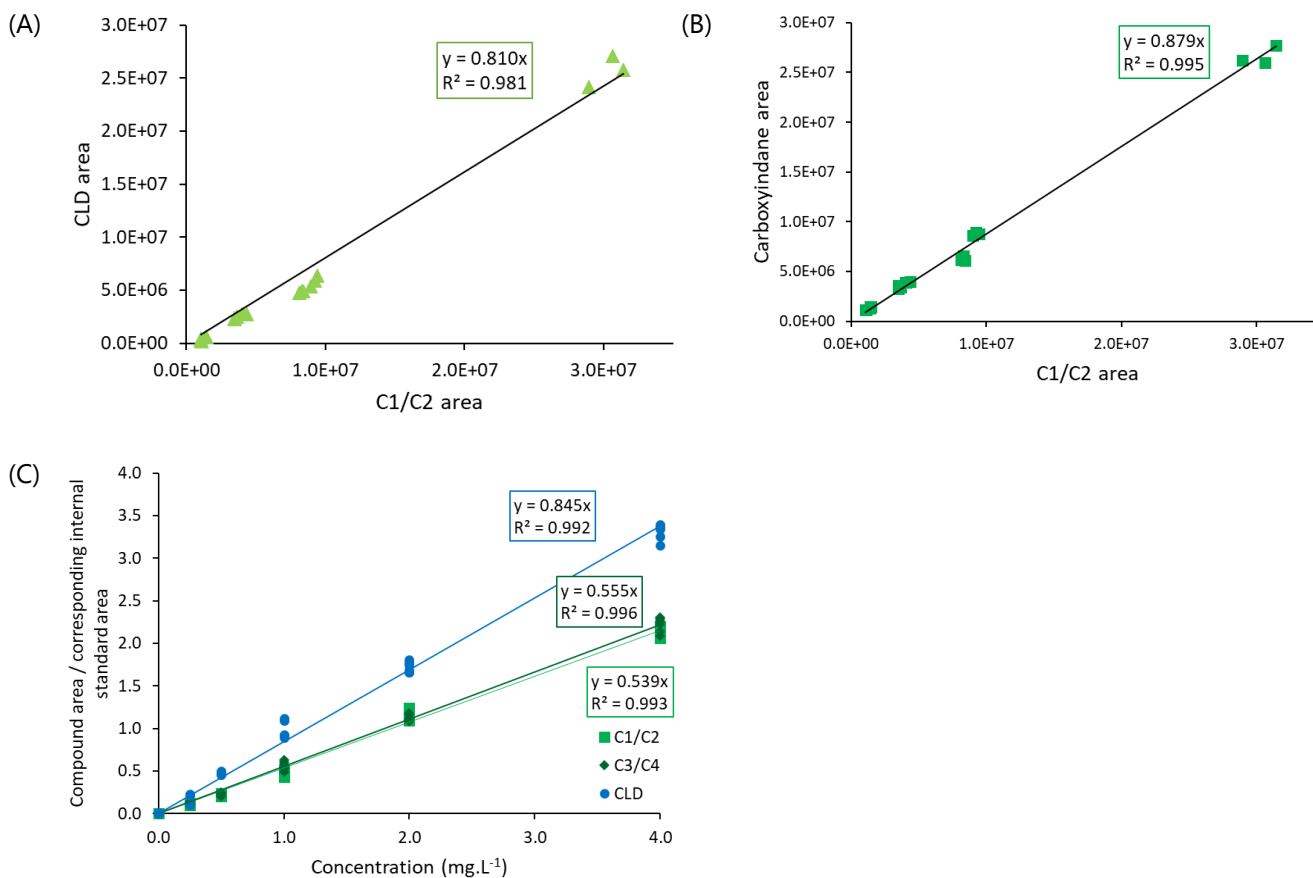 (A)
3.0E+07
2.5E+07
2.0E+07
1.5E+07
1.0E+07
5.0E+06
0.0E+00
CLD area
y = 0.810x
R² = 0.981
0.0E+00 1.0E+07 2.0E+07 3.0E+07
C1/C2 area
(B)
3.0E+07
2.5E+07
2.0E+07
1.5E+07
1.0E+07
5.0E+06
0.0E+00
Carboxyindane area
y = 0.879x
R² = 0.995
0.0E+00 1.0E+07 2.0E+07 3.0E+07
C1/C2 area
(C)
4.0
3.5
3.0
2.5
2.0
1.5
1.0
0.5
0.0
Compound area / corresponding internal
standard area
y = 0.845x
R² = 0.992
y = 0.555x
R² = 0.996
y = 0.539x
R² = 0.993
C1/C2
C3/C4
CLD
0.0 1.0 2.0 3.0 4.0
Concentration (mg.L⁻¹)